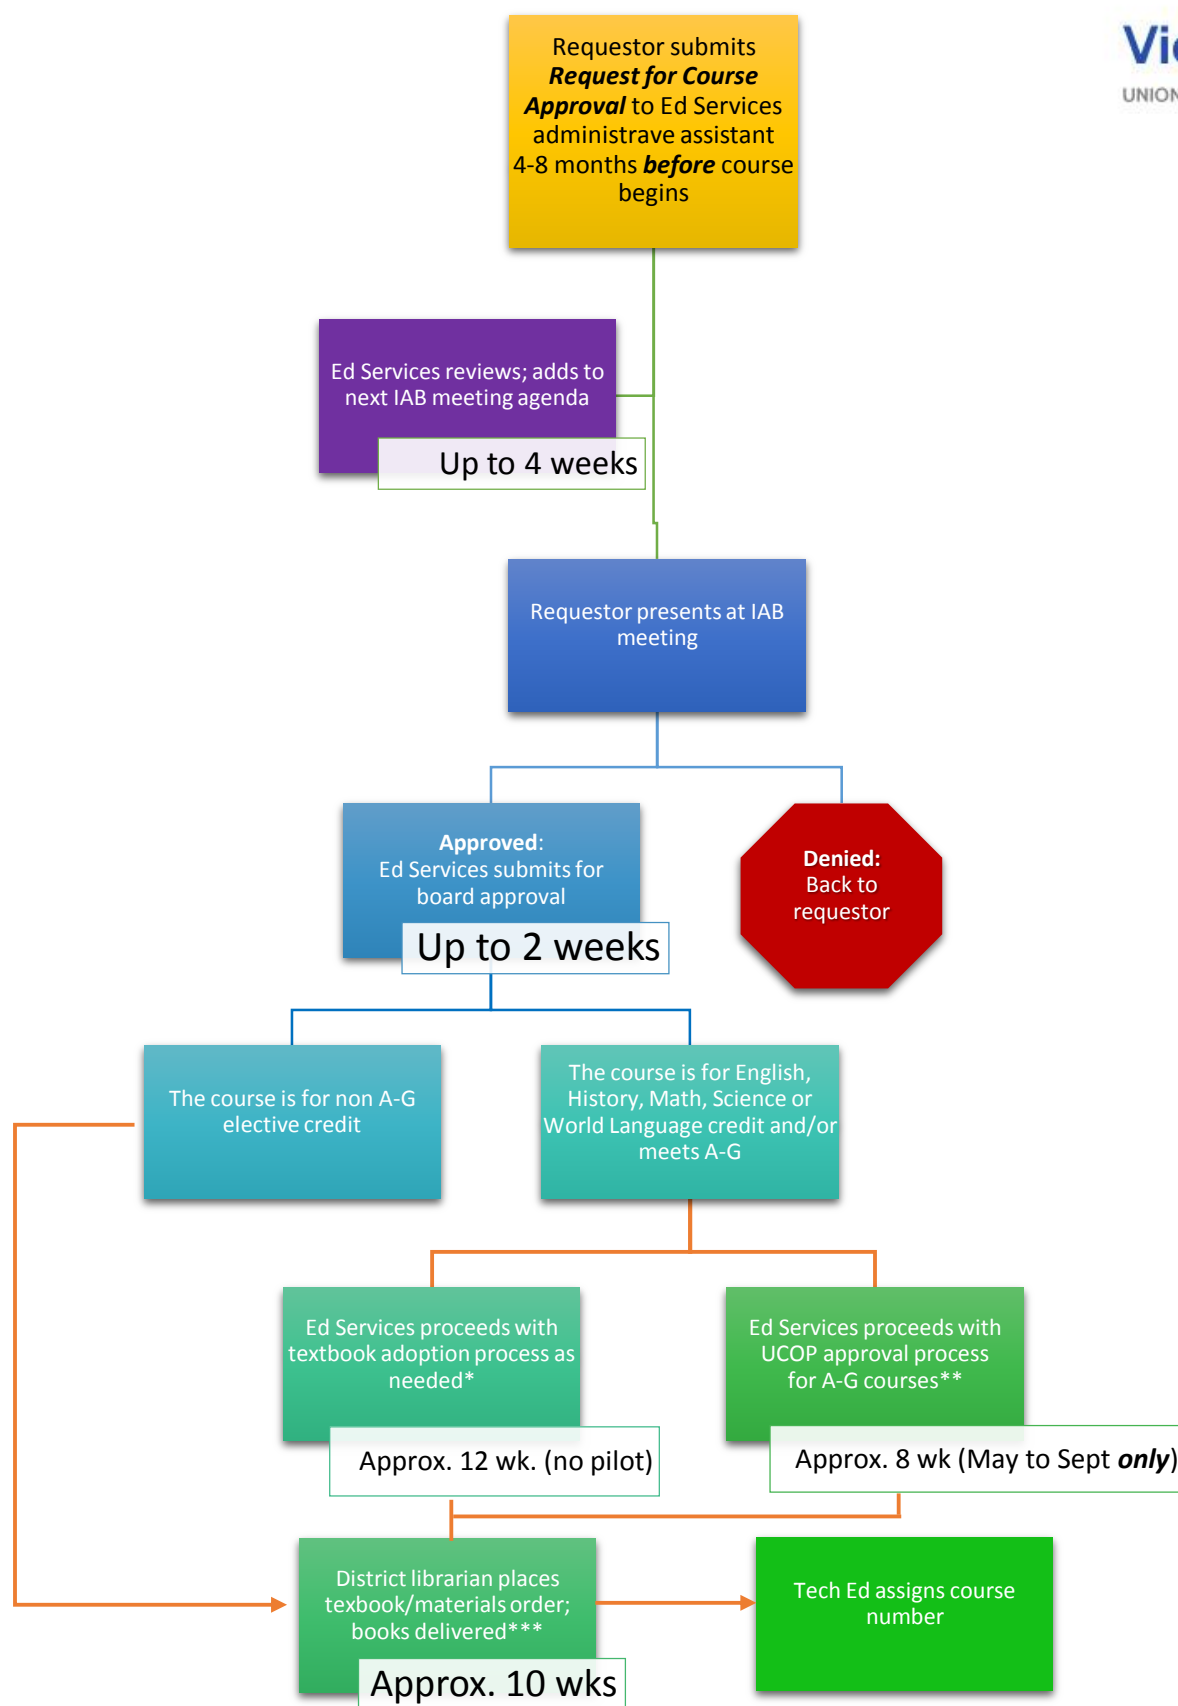 Requestor submits
Request for Course
Approval to Ed Services
administrave assistant
4-8 months before course
begins
UNION
Ed Services reviews; adds to
next IAB meeting agenda
Up to 4 weeks
Requestor presents at IAB
meeting
Approved:
Ed Services submits for
board approval
Up to 2 weeks
Denied:
Back to
requestor
The course is for non A-G
elective credit
The course is for English,
History, Math, Science or
World Language credit and/or
meets A-G
Ed Services proceeds with
textbook adoption process as
needed*
Approx. 12 wk. (no pilot)
Ed Services proceeds with
UCOP approval process
for A-G courses**
Approx. 8 wk (May to Sept only)
District librarian places
texbook/materials order;
books delivered***
Approx. 10 wks
Tech Ed assigns course
number